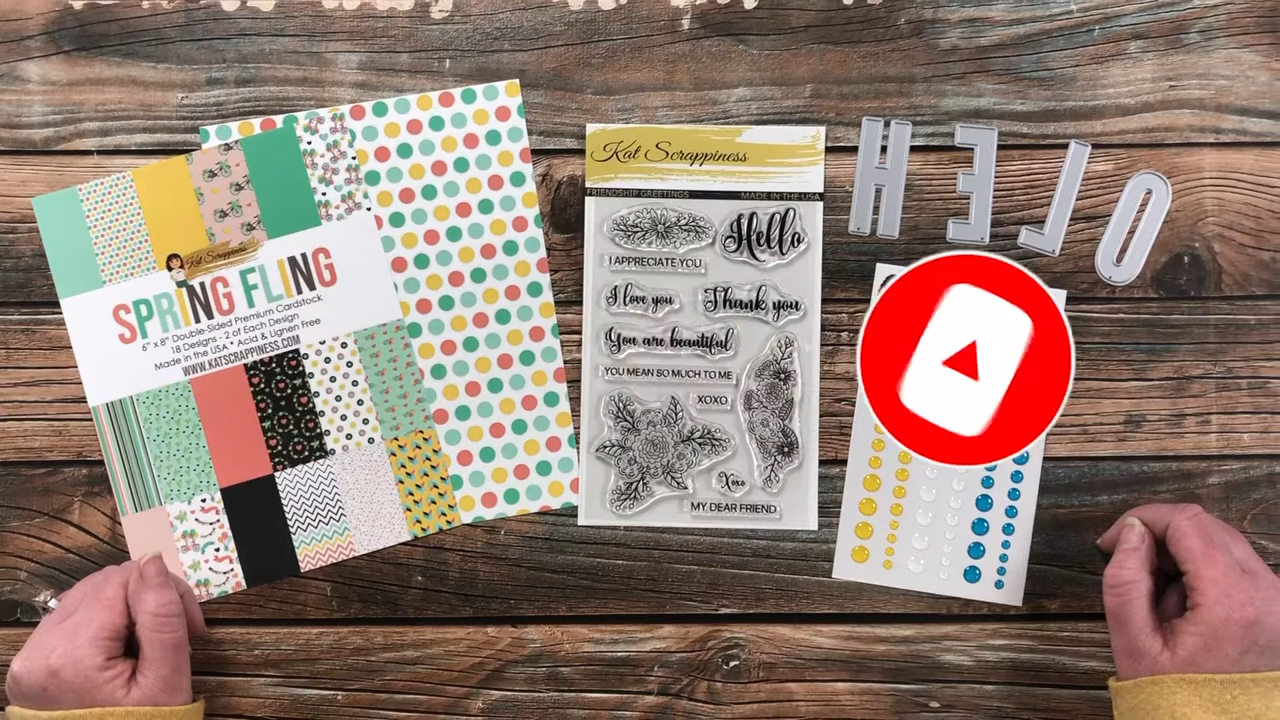 Kat Scrappiness
SPRING FLING
6" x 8" Double-Sided Premium Cardstock
18 Designs - 2 of Each Design
Made in the USA • Acid & Lignen Free
WWW.KATSCRAPPINESS.COM
Kat Scrappiness
FRIENDSHIP GREETINGS MADE IN THE USA
Hello
I APPRECIATE YOU
I love you
Thank you
You are beautiful
YOU MEAN SO MUCH TO ME
XOXO
Xoxo
MY DEAR FRIEND
HELLO